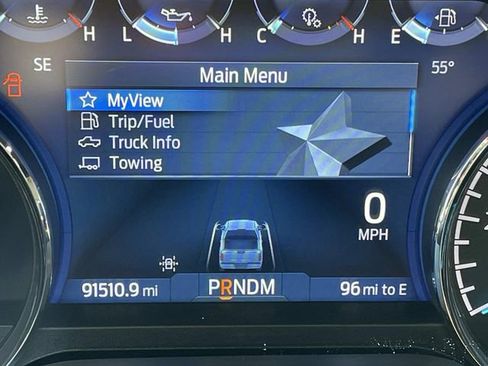 H L H C H E
SE
55°
Main Menu
MyView
Trip/Fuel
Truck Info
Towing
0
MPH
91510.9 mi
PRNDM
96 mi to E